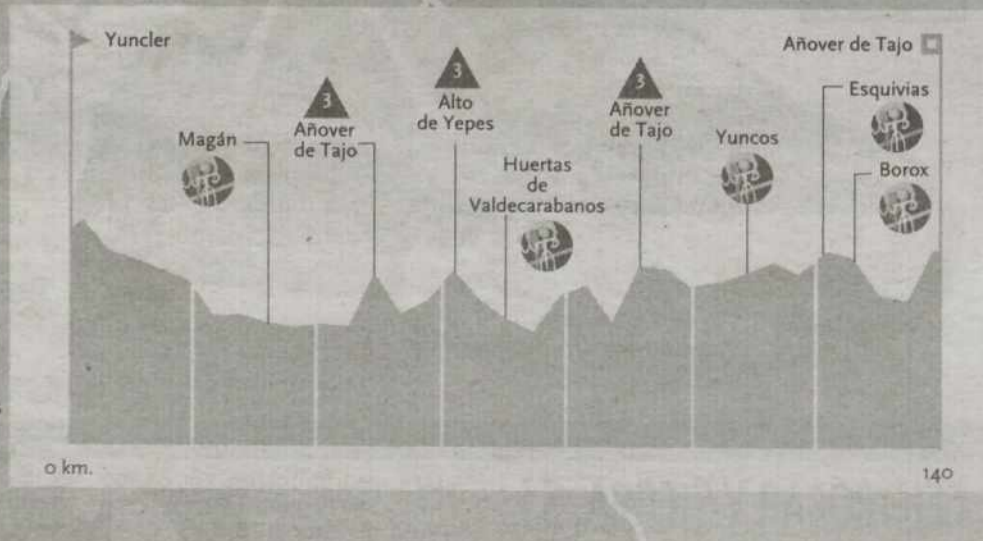 Yuncler
Añover de Tajo
3
3
3
Esquivias
Alto
de Yepes
Añover
de Tajo
Añover
de Tajo
Magán
Yuncos
Huertas
de
Valdecarabanos
Borox
0 km.
140